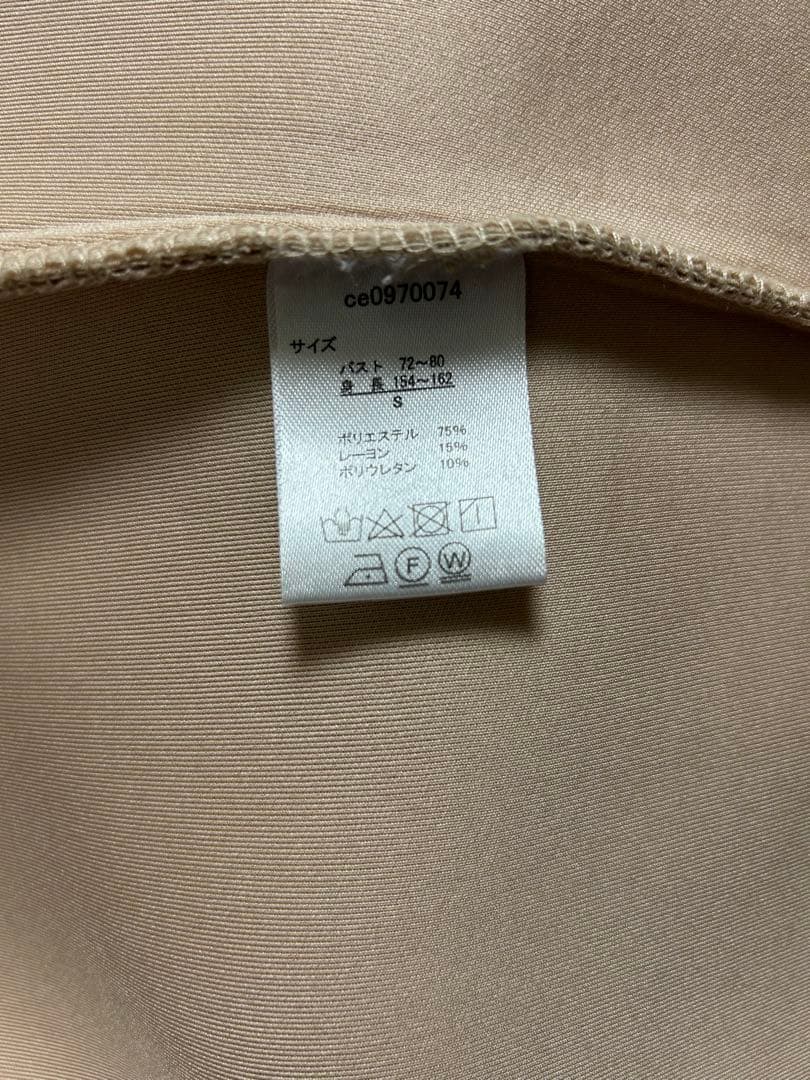 ce0970074
サイズ
バスト 72～80
身 長 154～162
S
ポリエステル 75%
レーヨン 15%
ポリウレタン 10%
F W